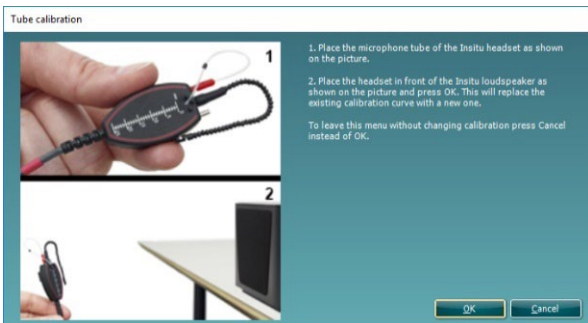 Tube calibration
1
1. Place the microphone tube of the Insitu headset as shown
on the picture.
2. Place the headset in front of the Insitu loudspeaker as
shown on the picture and press OK. This will replace the
existing calibration curve with a new one.
To leave this menu without changing calibration press Cancel
instead of OK.
2
OK
Cancel